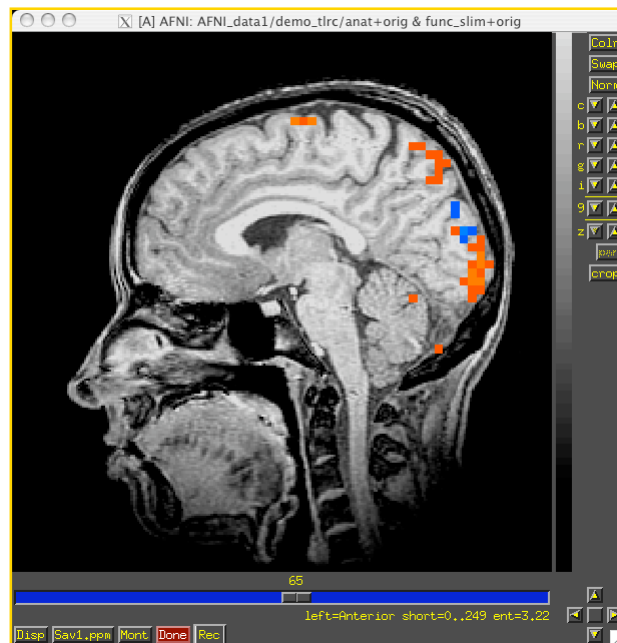 [A] AFNI: AFNI_data1/demo_tlrc/anat+orig & func_slim+orig
Colr
Swap
Norm
c
b
r
g
i
9
z
pan
crop
65
left=Anterior short=0..249 ent=3.22
Disp Sav1.ppm Mont Done Rec